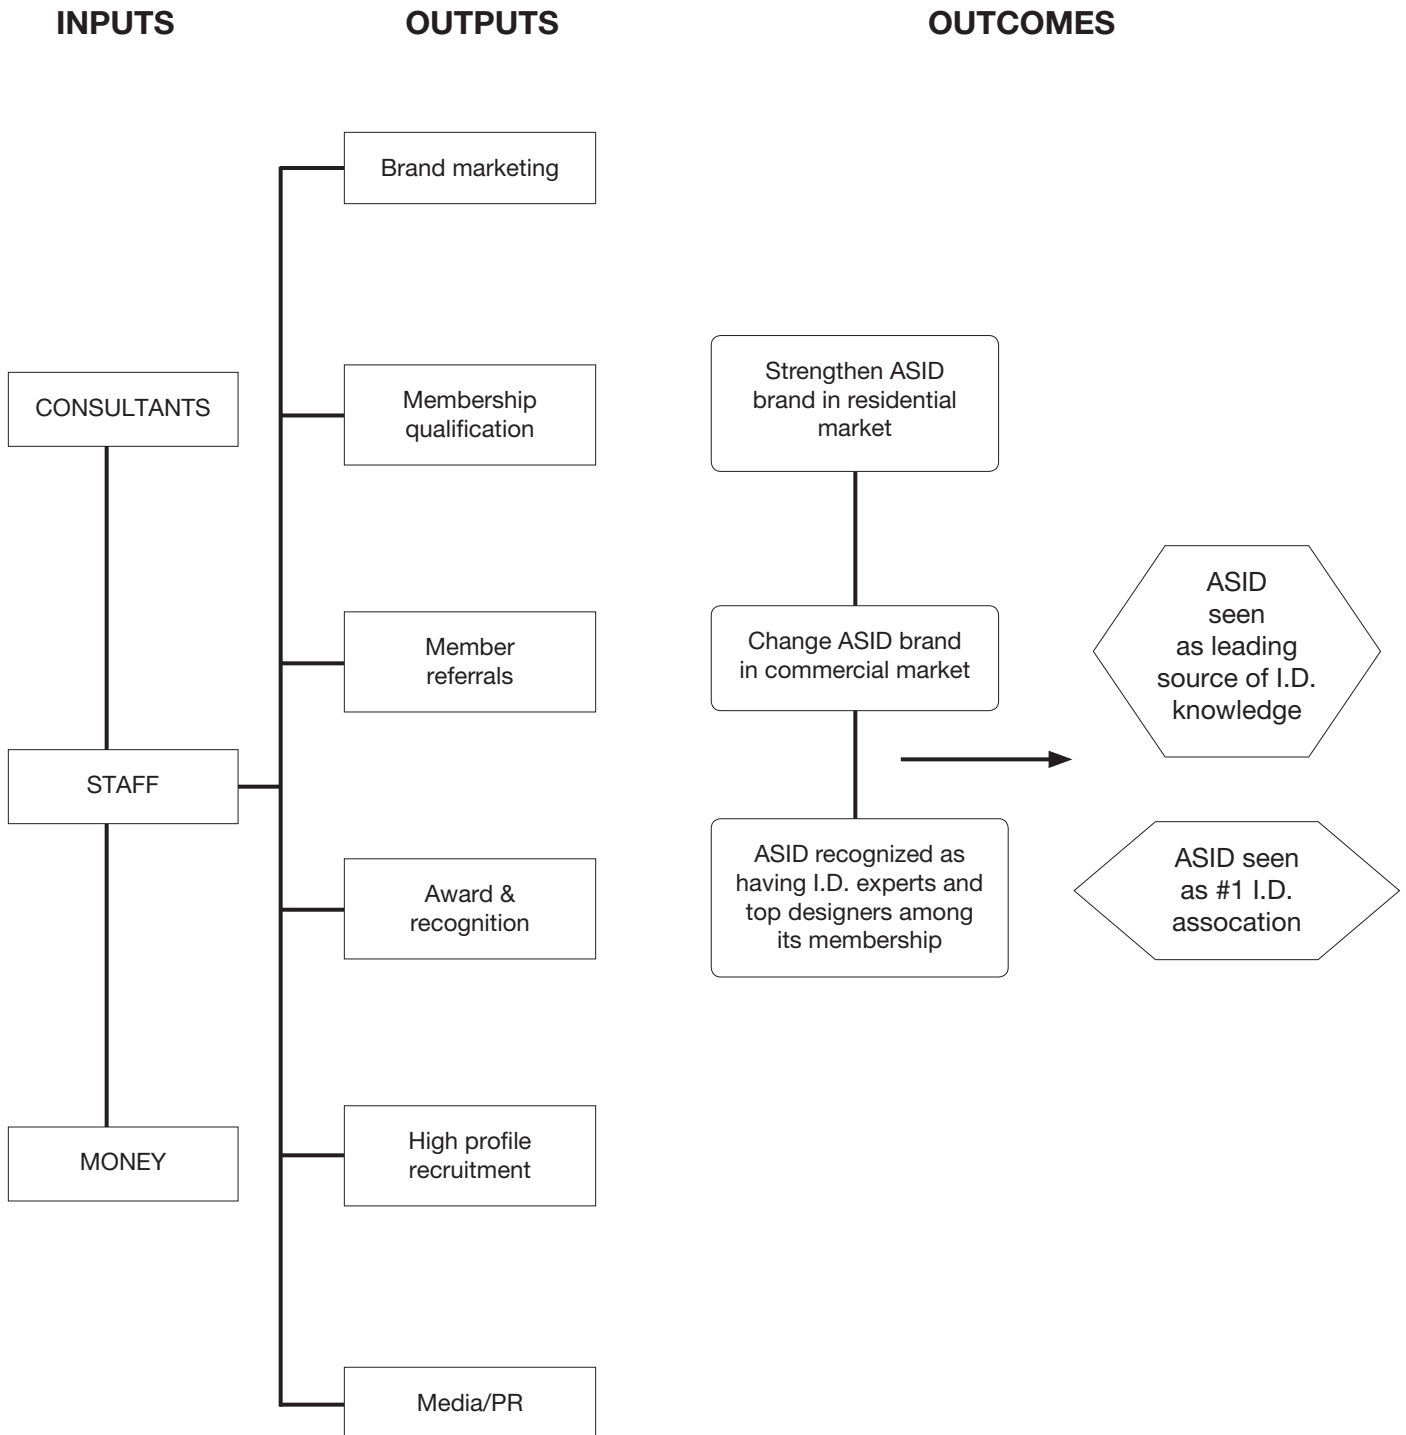 INPUTS
OUTPUTS
OUTCOMES
CONSULTANTS
STAFF
MONEY
Brand marketing
Membership
qualification
Member
referrals
Award &
recognition
High profile
recruitment
Media/PR
Strengthen ASID
brand in residential
market
Change ASID brand
in commercial market
ASID recognized as
having I.D. experts and
top designers among
its membership
ASID
seen
as leading
source of I.D.
knowledge
ASID seen
as #1 I.D.
assocation